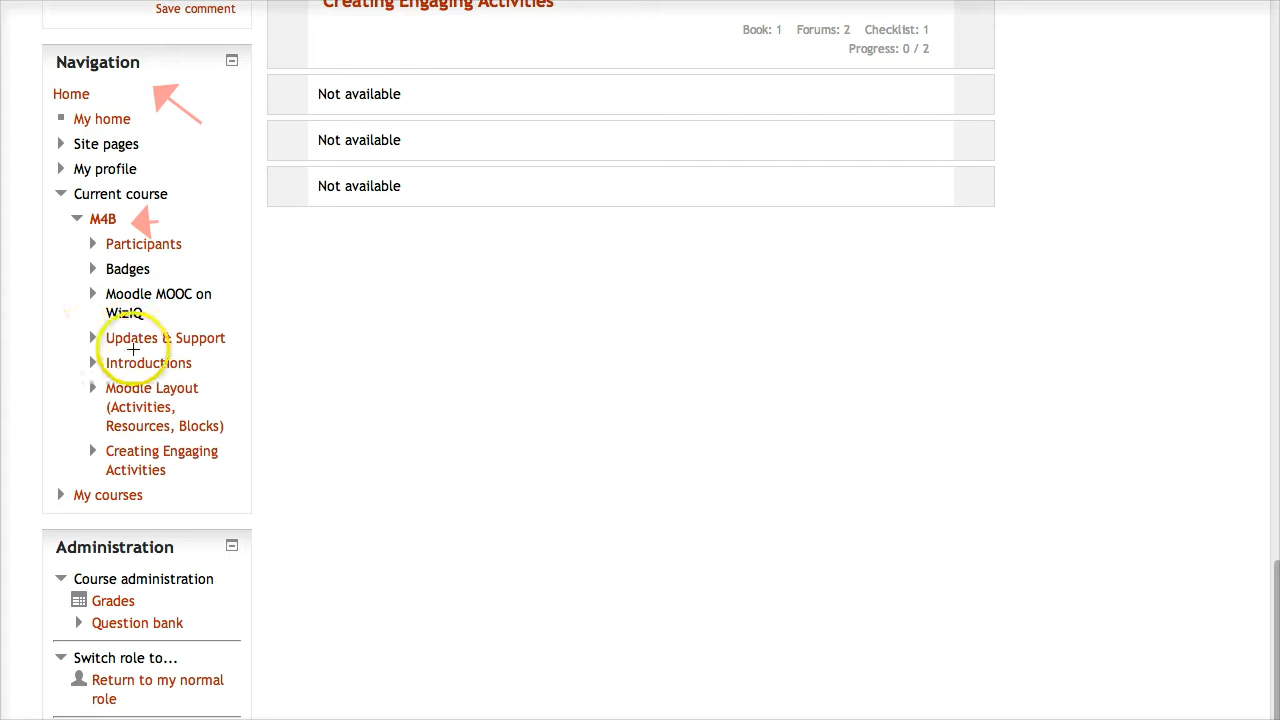 Save comment
Navigation
Home
My home
Site pages
My profile
Current course
M4B
Participants
Badges
Moodle MOOC on
WizIQ
Updates & Support
Introductions
Moodle Layout
(Activities,
Resources, Blocks)
Creating Engaging
Activities
My courses
Administration
Course administration
Grades
Question bank
Switch role to...
Return to my normal
role
Creating Engaging Activities
Book: 1 Forums: 2 Checklist: 1
Progress: 0 / 2
Not available
Not available
Not available